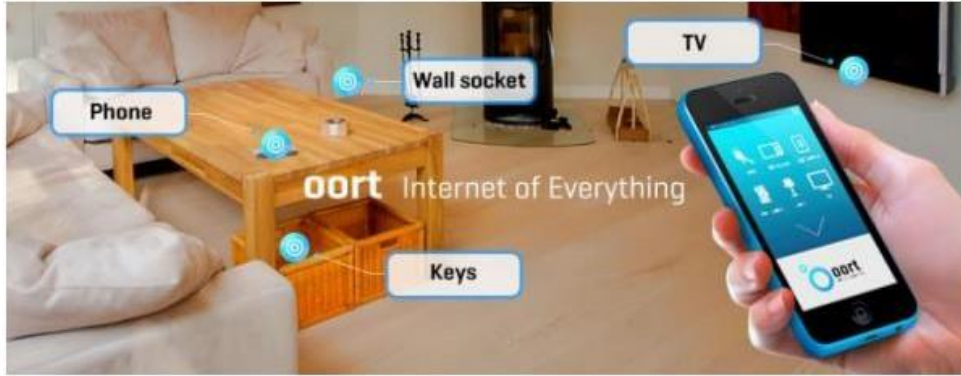 TV
Wall socket
Phone
oort Internet of Everything
Keys
oort